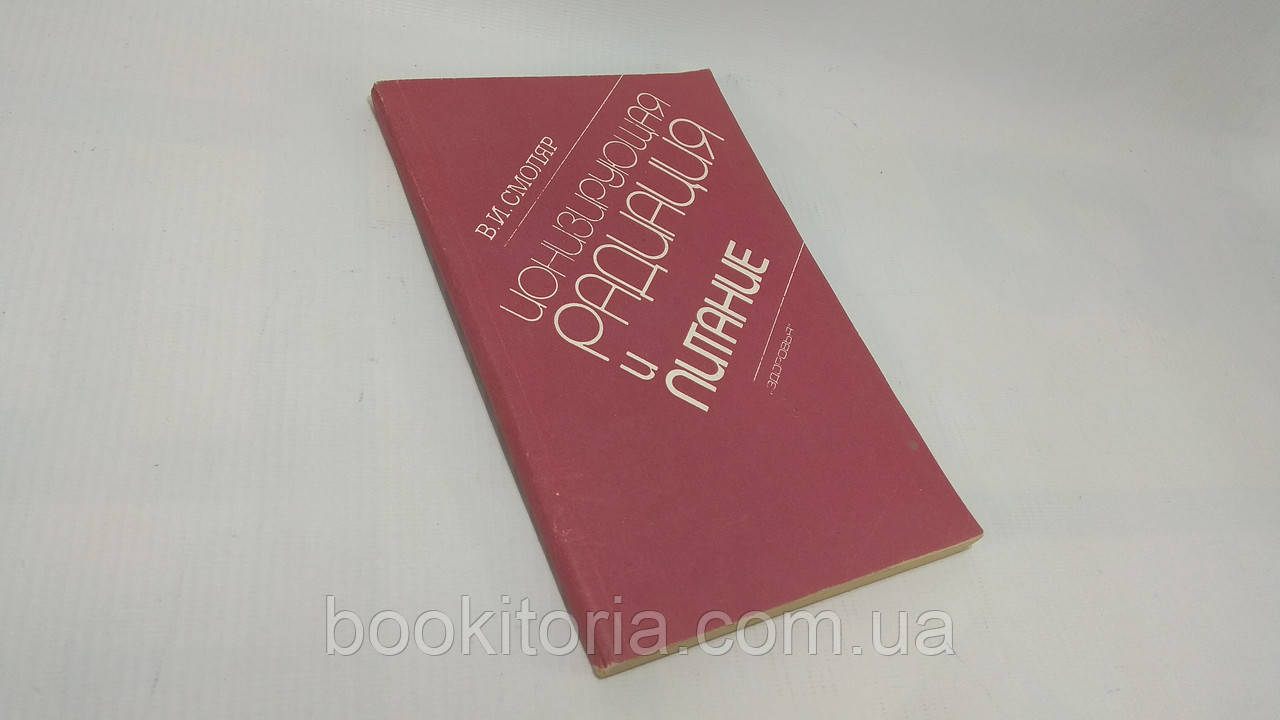 В.И. СМОЛЯР
ИОНИЗИРУЮЩАЯ
РАДИАЦИЯ
И
ПИТАНИЕ
„ЗДОРОВЬЯ"
bookitoria.com.ua